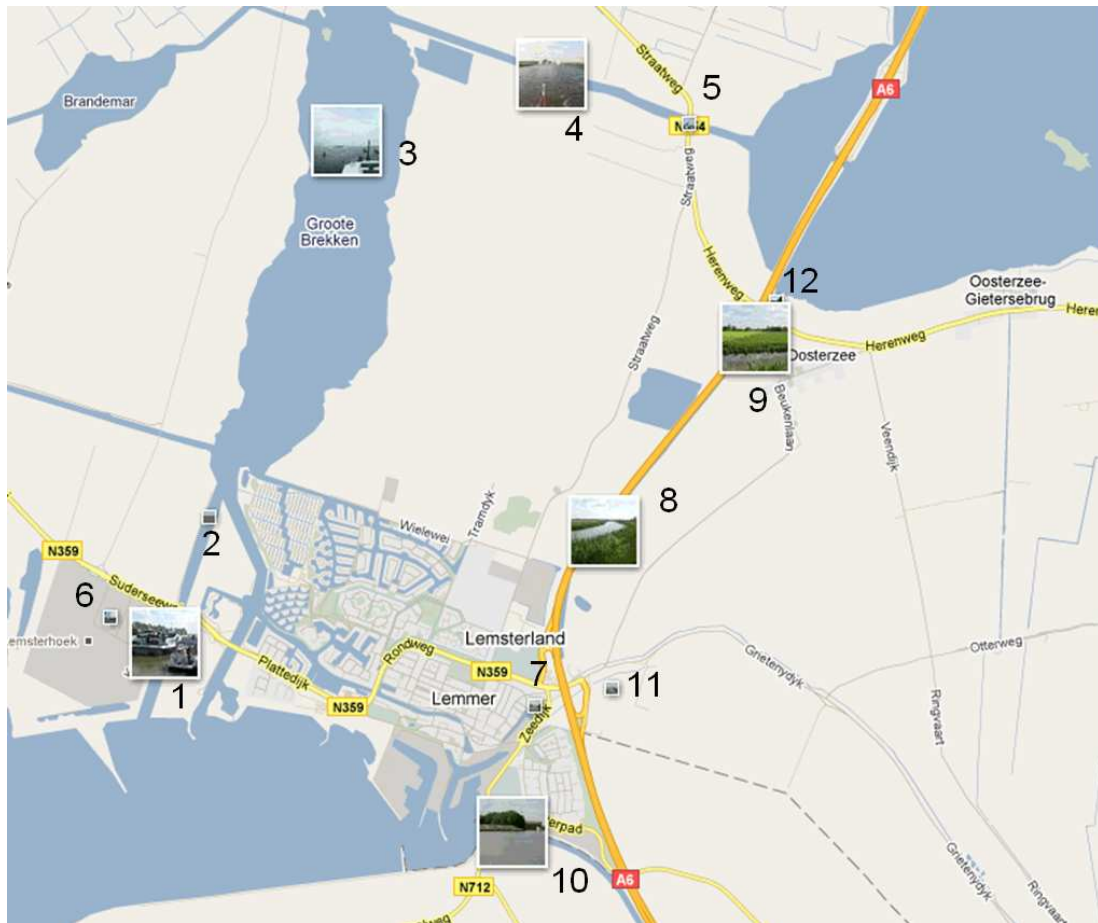 Straatweg
A6
Brandemar
5
4
3
Straatweg
Groote
Brekken
Herenweg
12
Oosterzee-
Gietersebrug
Herenweg
Straatweg
Oosterzee
9
Beukenlaan
Veendijk
8
Tramdyk
Wielewei
2
N359
6
Suderseeweg
Lemsterland
Otterweg
Rondweg
Grietenydyk
Plattedijk
N359
7
11
1
Lemmer
N359
Zeedijk
Ringvaart
10
Grietenydyk
A6
N712
Ringvaart